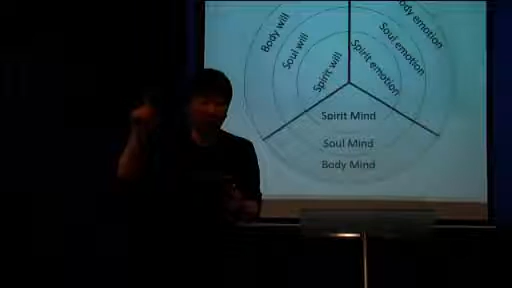 Body will
Soul will
Spirit will
Body emotion
Soul emotion
Spirit emotion
Spirit Mind
Soul Mind
Body Mind